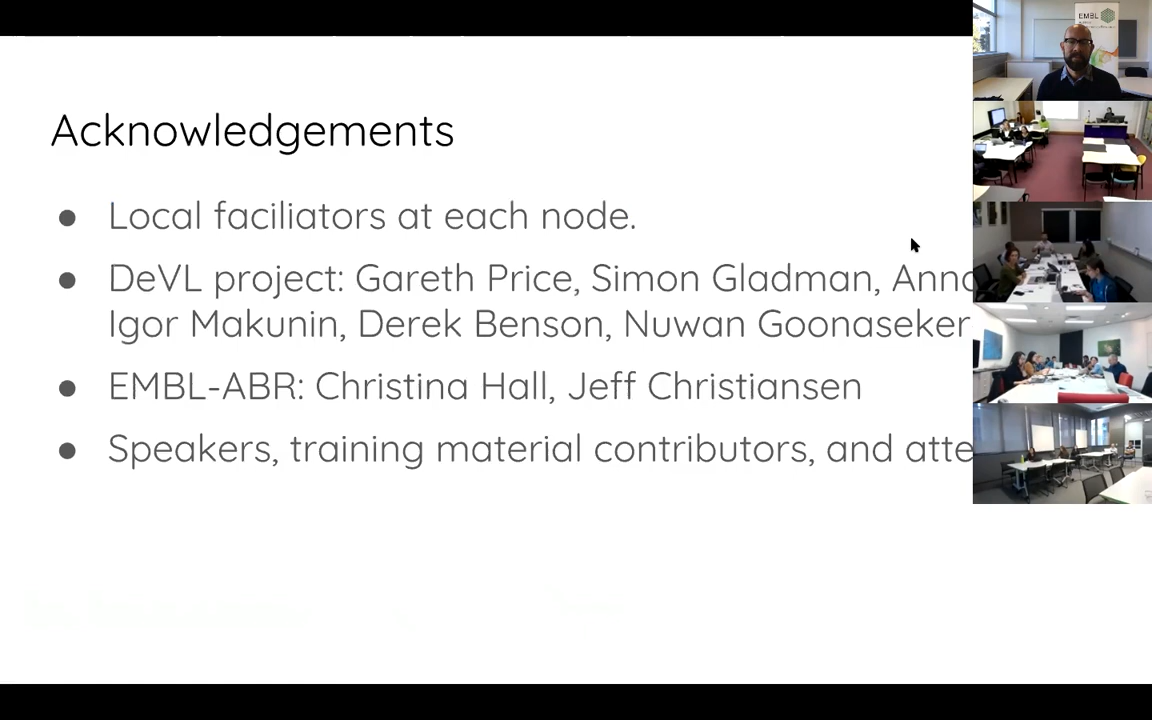 EMBL
Acknowledgements
● Local faciliators at each node.
● DeVL project: Gareth Price, Simon Gladman, Anna
Igor Makunin, Derek Benson, Nuwan Goonaseker
● EMBL-ABR: Christina Hall, Jeff Christiansen
● Speakers, training material contributors, and atte